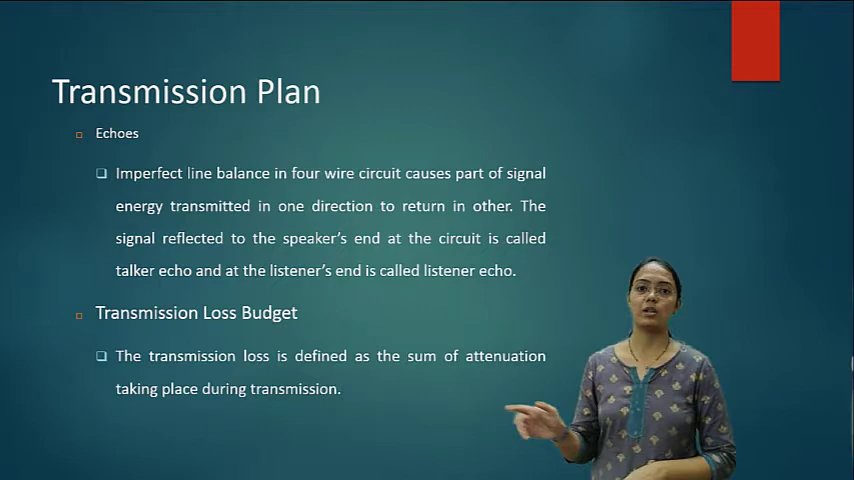 Transmission Plan
Echoes
Imperfect line balance in four wire circuit causes part of signal
energy transmitted in one direction to return in other. The
signal reflected to the speaker's end at the circuit is called
talker echo and at the listener's end is called listener echo.
Transmission Loss Budget
The transmission loss is defined as the sum of attenuation
taking place during transmission.